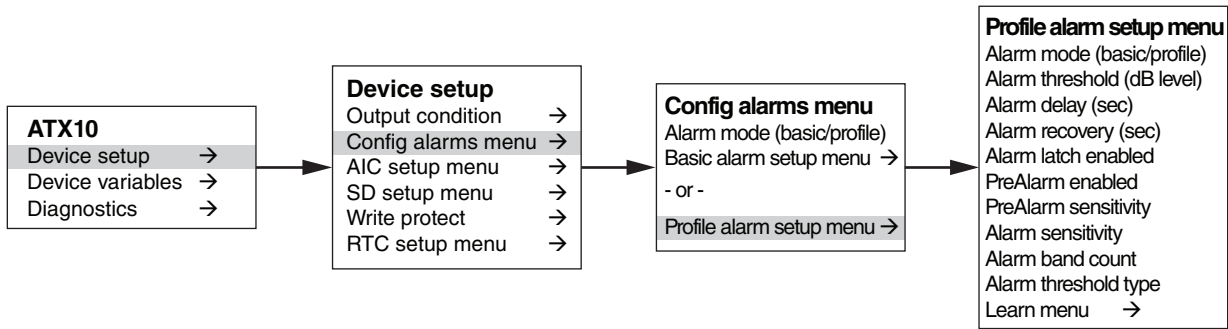 ATX10
Device setup →
Device variables →
Diagnostics →
Device setup
Output condition →
Config alarms menu →
AIC setup menu →
SD setup menu →
Write protect →
RTC setup menu →
Config alarms menu
Alarm mode (basic/profile)
Basic alarm setup menu →
- or -
Profile alarm setup menu →
Profile alarm setup menu
Alarm mode (basic/profile)
Alarm threshold (dB level)
Alarm delay (sec)
Alarm recovery (sec)
Alarm latch enabled
PreAlarm enabled
PreAlarm sensitivity
Alarm sensitivity
Alarm band count
Alarm threshold type
Learn menu →